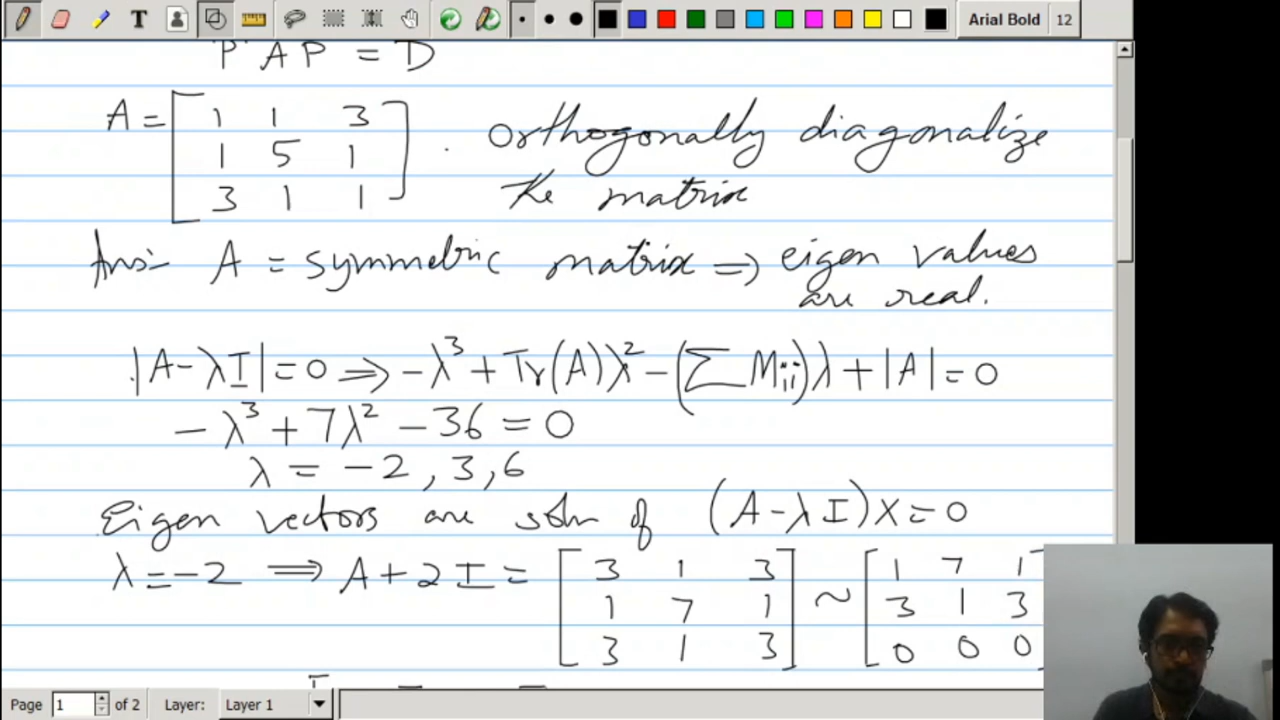 Arial Bold 12
P A P = D
A = [ 1 1 3
1 5 1
3 1 1 ] . Orthogonally diagonalize
the matrix
Ans:- A = symmetric matrix ⇒ eigen values
are real.
|A-λI| = 0 ⇒ -λ³ + Tr(A)λ² - (∑ Mii)λ + |A| = 0
-λ³ + 7λ² - 36 = 0
λ = -2, 3, 6
Eigen vectors are soln of (A-λI)X = 0
λ = -2 ⇒ A+2I = [ 3 1 3 ] ~ [ 1 7 1
1 7 1 3 1 3
3 1 3 0 0 0
Page 1 of 2 Layer: Layer 1